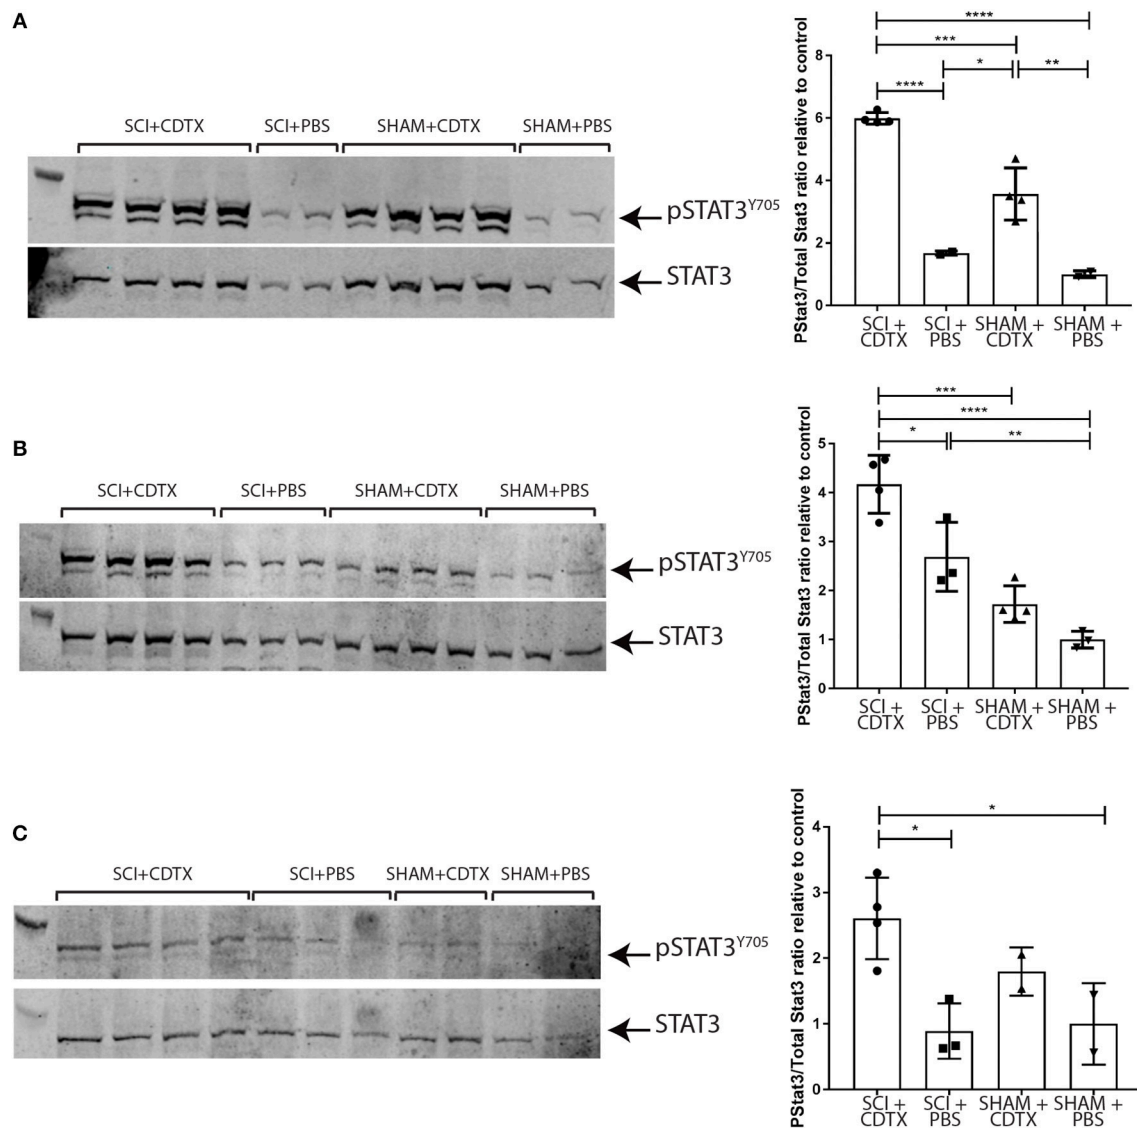 A
SCI+CDTX SCI+PBS SHAM+CDTX SHAM+PBS
pSTAT3Y705
STAT3
PStat3/Total Stat3 ratio relative to control
****
***
* **
****
8
6
4
2
0
SCI + SCI + SHAM + SHAM +
CDTX PBS CDTX PBS
B
SCI+CDTX SCI+PBS SHAM+CDTX SHAM+PBS
pSTAT3Y705
STAT3
PStat3/Total Stat3 ratio relative to control
***
****
* **
5
4
3
2
1
0
SCI + SCI + SHAM + SHAM +
CDTX PBS CDTX PBS
C
SCI+CDTX SCI+PBS SHAM+CDTX SHAM+PBS
pSTAT3Y705
STAT3
PStat3/Total Stat3 ratio relative to control
*
*
4
3
2
1
0
SCI + SCI + SHAM + SHAM +
CDTX PBS CDTX PBS